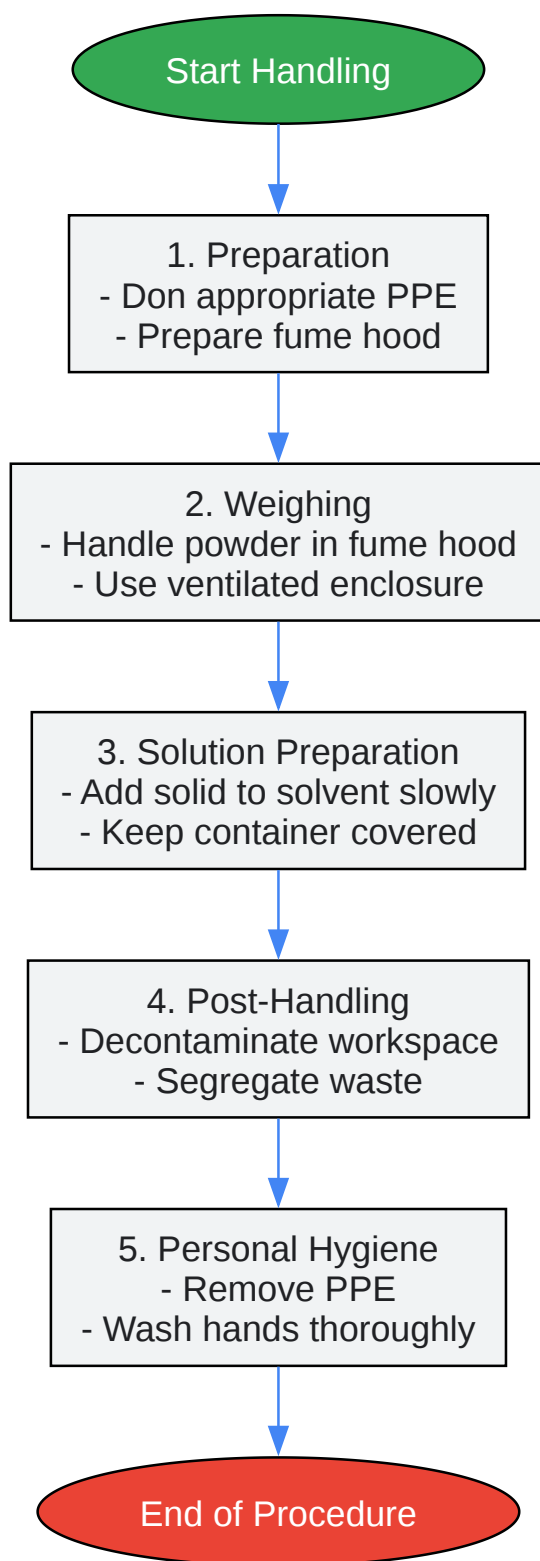 Start Handling
1. Preparation
- Don appropriate PPE
- Prepare fume hood
2. Weighing
- Handle powder in fume hood
- Use ventilated enclosure
3. Solution Preparation
- Add solid to solvent slowly
- Keep container covered
4. Post-Handling
- Decontaminate workspace
- Segregate waste
5. Personal Hygiene
- Remove PPE
- Wash hands thoroughly
End of Procedure